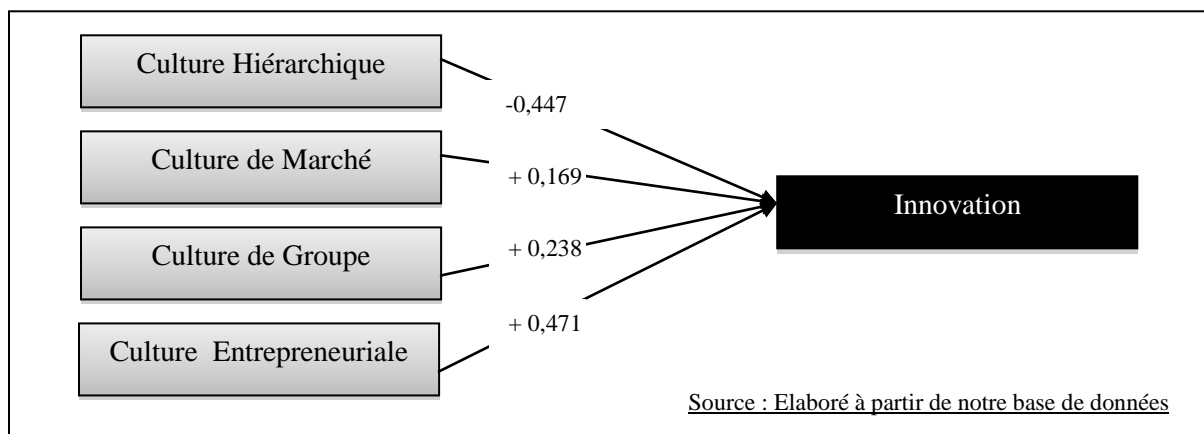 Culture Hiérarchique
-0,447
Culture de Marché
+ 0,169
Innovation
Culture de Groupe
+ 0,238
+ 0,471
Culture Entrepreneuriale
Source : Elaboré à partir de notre base de données